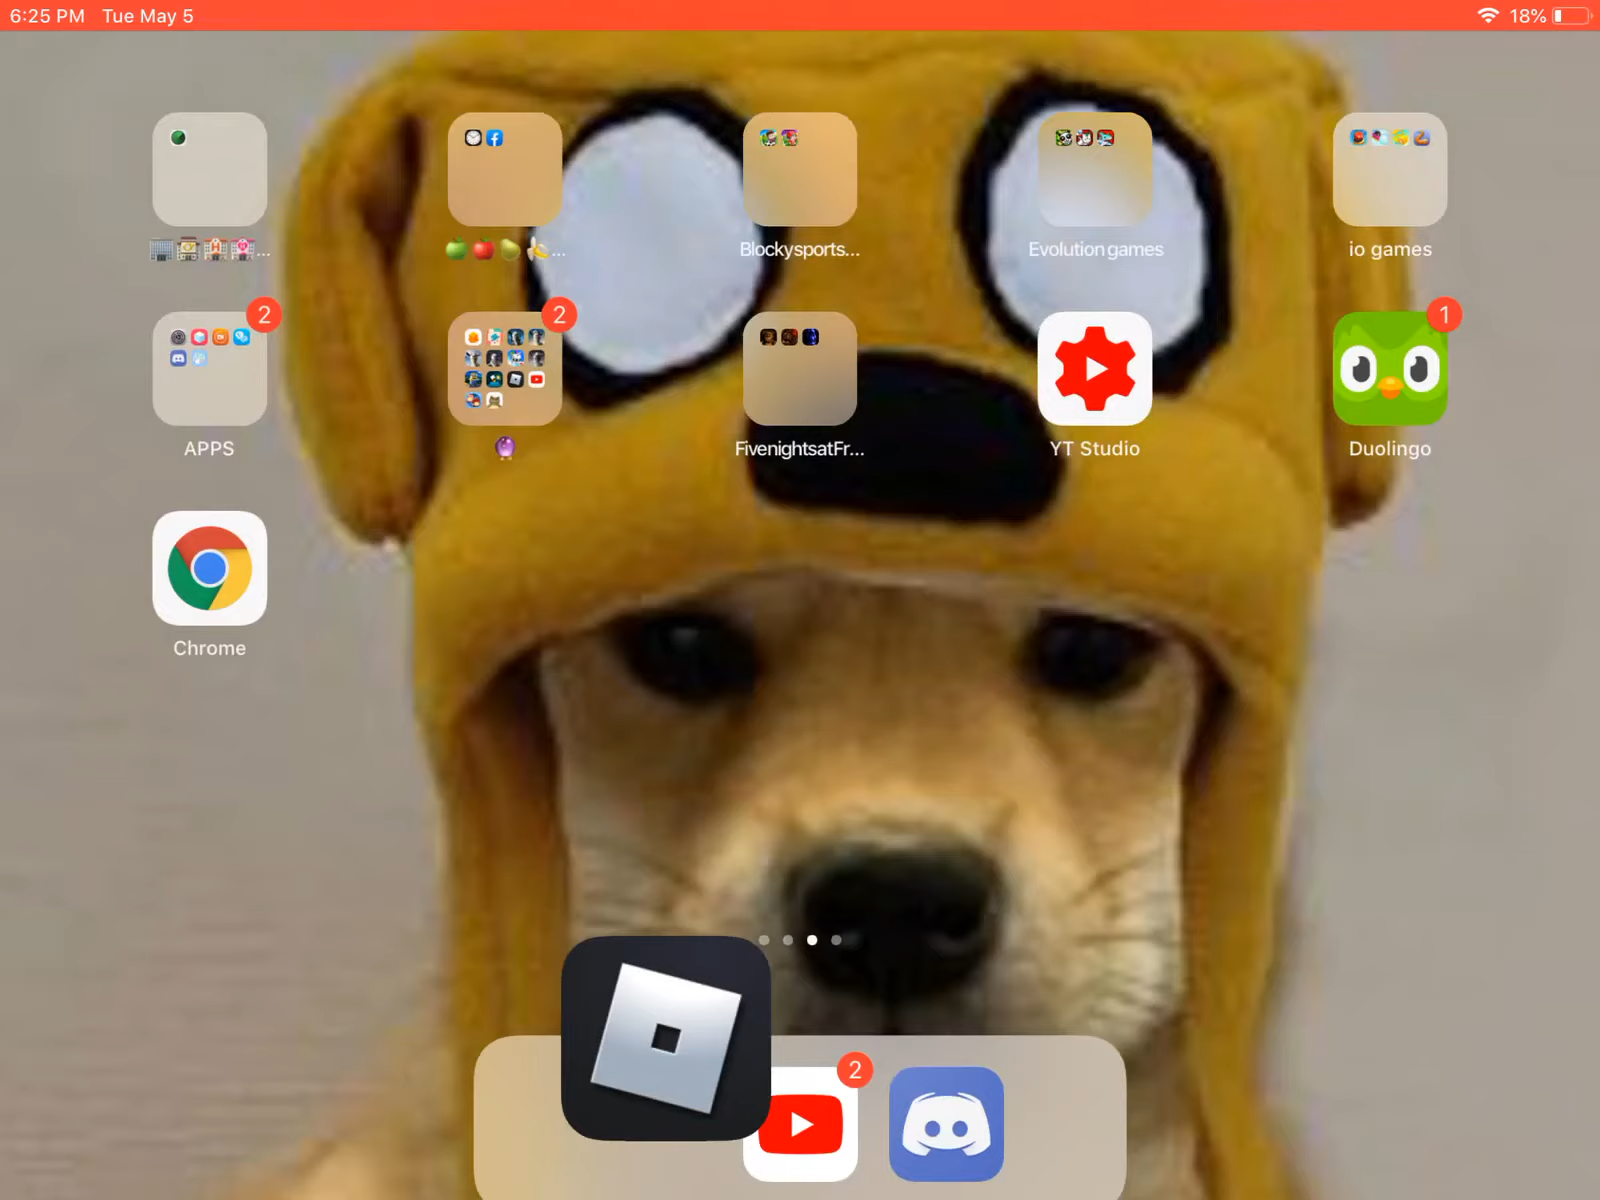 6:25 PM Tue May 5 18%
... ... Blockysports... Evolution games io games
2 2 1
APPS FivenightsatFr... YT Studio Duolingo
Chrome
2